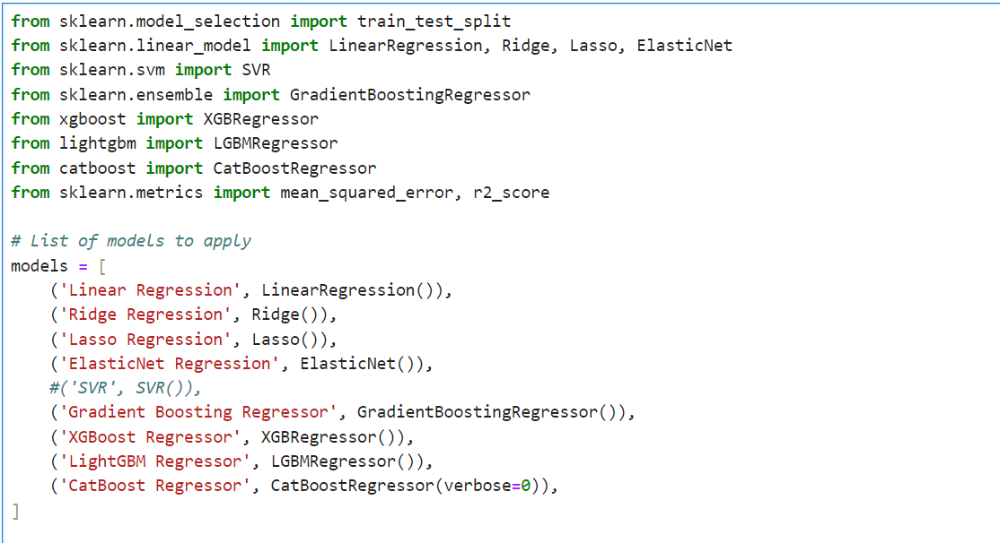 from sklearn.model_selection import train_test_split
from sklearn.linear_model import LinearRegression, Ridge, Lasso, ElasticNet
from sklearn.svm import SVR
from sklearn.ensemble import GradientBoostingRegressor
from xgboost import XGBRegressor
from lightgbm import LGBMRegressor
from catboost import CatBoostRegressor
from sklearn.metrics import mean_squared_error, r2_score

# List of models to apply
models = [
    ('Linear Regression', LinearRegression()),
    ('Ridge Regression', Ridge()),
    ('Lasso Regression', Lasso()),
    ('ElasticNet Regression', ElasticNet()),
    #('SVR', SVR()),
    ('Gradient Boosting Regressor', GradientBoostingRegressor()),
    ('XGBoost Regressor', XGBRegressor()),
    ('LightGBM Regressor', LGBMRegressor()),
    ('CatBoost Regressor', CatBoostRegressor(verbose=0)),
]